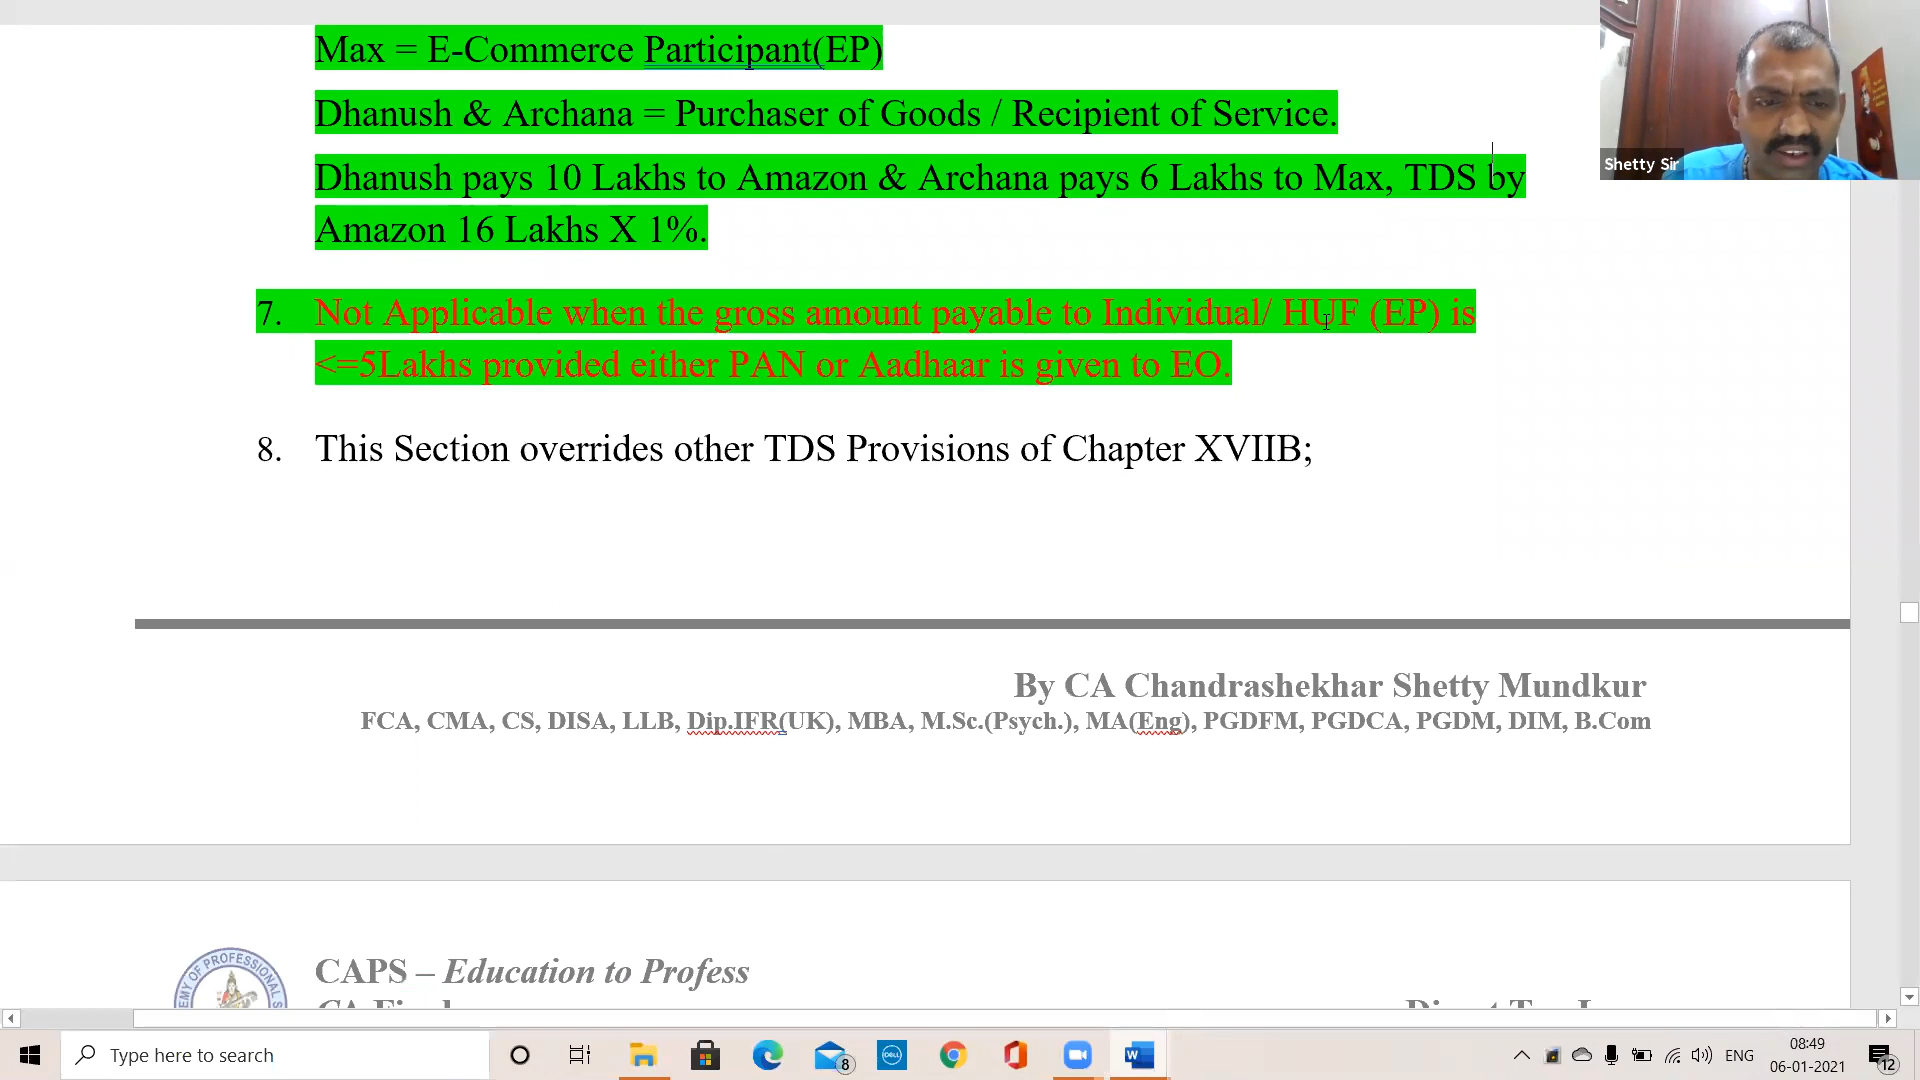 Max = E-Commerce Participant(EP)
Dhanush & Archana = Purchaser of Goods / Recipient of Service.
Dhanush pays 10 Lakhs to Amazon & Archana pays 6 Lakhs to Max, TDS by
Amazon 16 Lakhs X 1%.
Shetty Sir
7. Not Applicable when the gross amount payable to Individual/ HUF (EP) is
<=5Lakhs provided either PAN or Aadhaar is given to EO.
8. This Section overrides other TDS Provisions of Chapter XVIIB;
By CA Chandrashekhar Shetty Mundkur
FCA, CMA, CS, DISA, LLB, Dip.IFR(UK), MBA, M.Sc.(Psych.), MA(Eng), PGDFM, PGDCA, PGDM, DIM, B.Com
CAPS – Education to Profess
Type here to search
8
DELL
W
ENG
08:49
06-01-2021
12